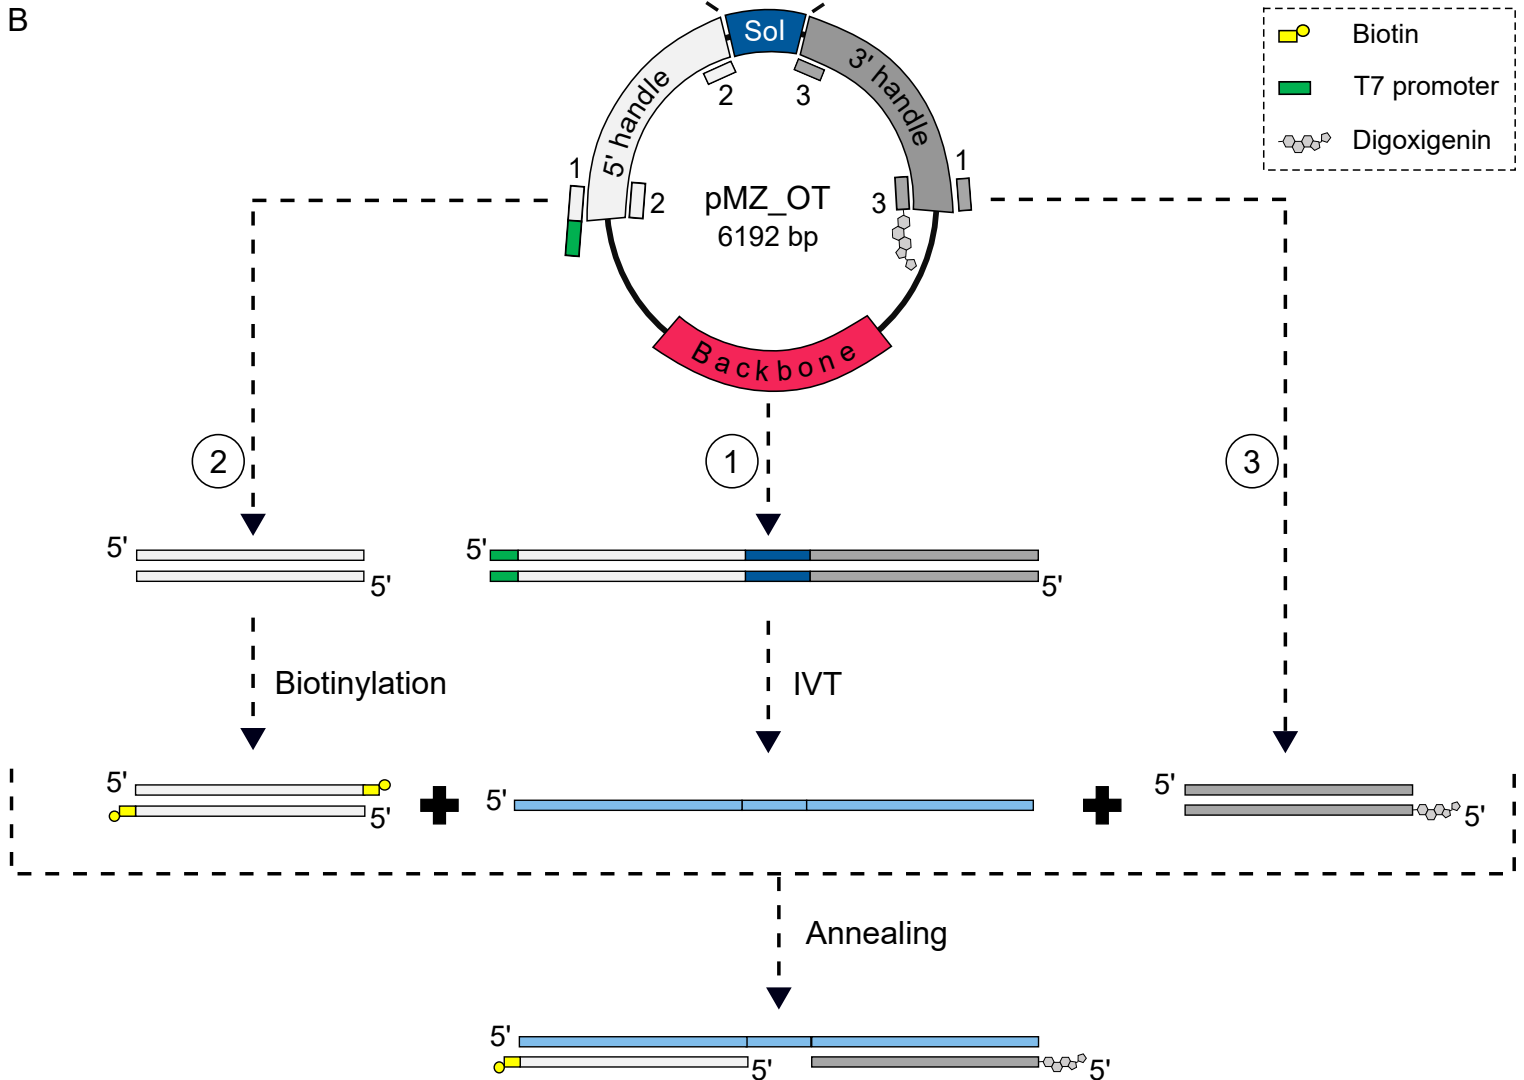 B
SoI
5' handle
3' handle
2
3
1
1
2
3
pMZ_OT
6192 bp
Backbone
Biotin
T7 promoter
Digoxigenin
2
1
3
5'
5'
5'
5'
Biotinylation
IVT
5'
5'
5'
5'
5'
Annealing
5'
5'
5'